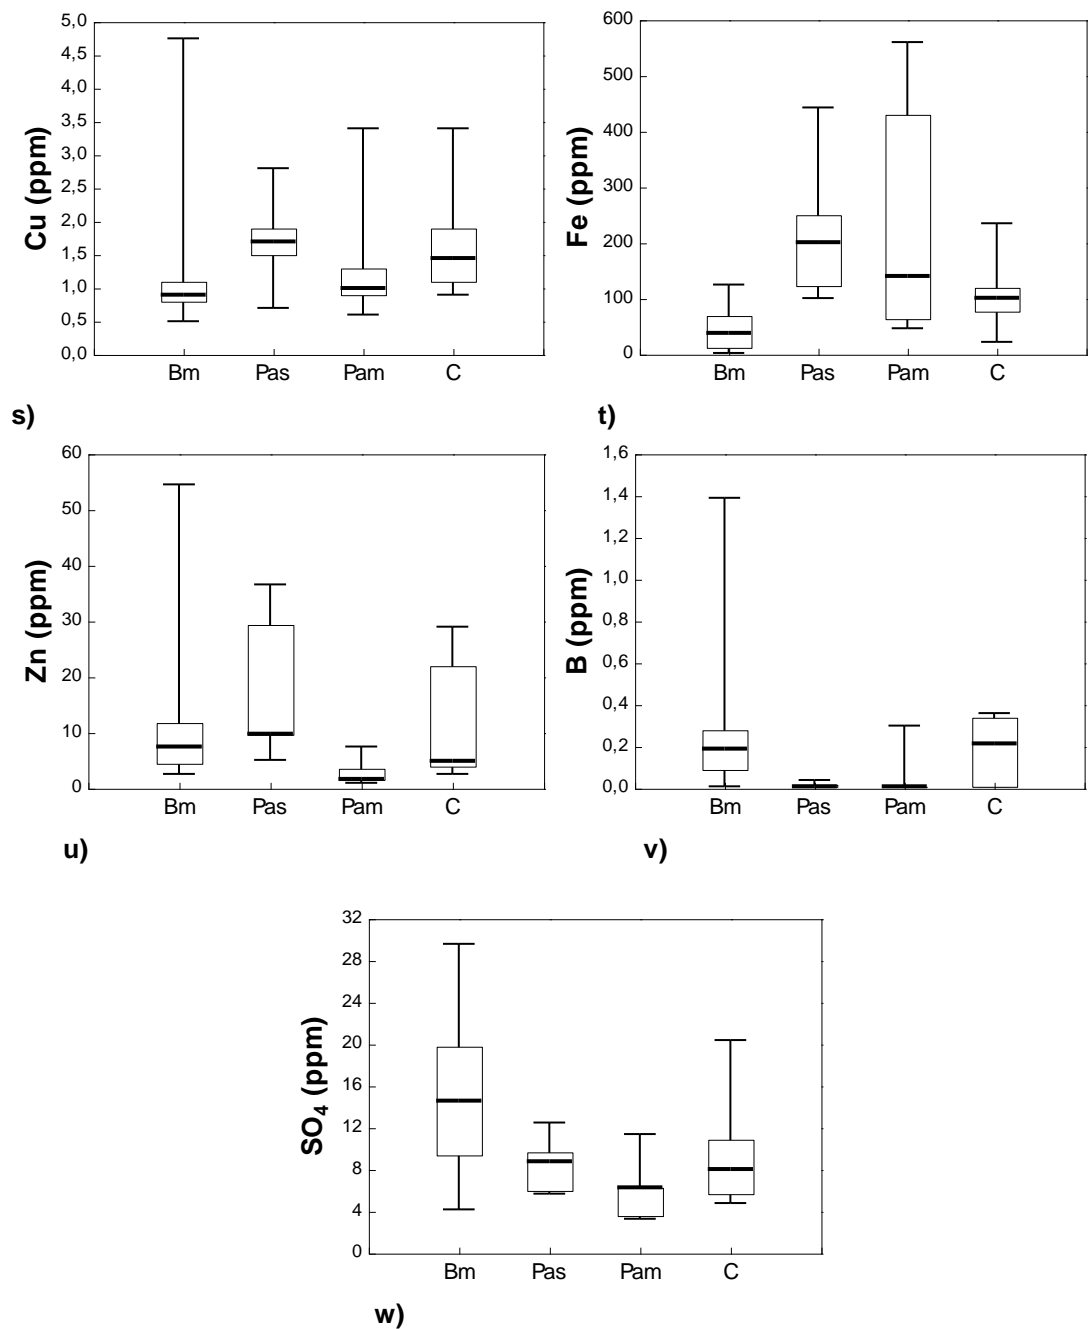 Cu (ppm)
5,0
4,5
4,0
3,5
3,0
2,5
2,0
1,5
1,0
0,5
0,0
Bm Pas Pam C
s)
Fe (ppm)
600
500
400
300
200
100
0
Bm Pas Pam C
t)
Zn (ppm)
60
50
40
30
20
10
0
Bm Pas Pam C
u)
B (ppm)
1,6
1,4
1,2
1,0
0,8
0,6
0,4
0,2
0,0
Bm Pas Pam C
v)
SO4 (ppm)
32
28
24
20
16
12
8
4
0
Bm Pas Pam C
w)